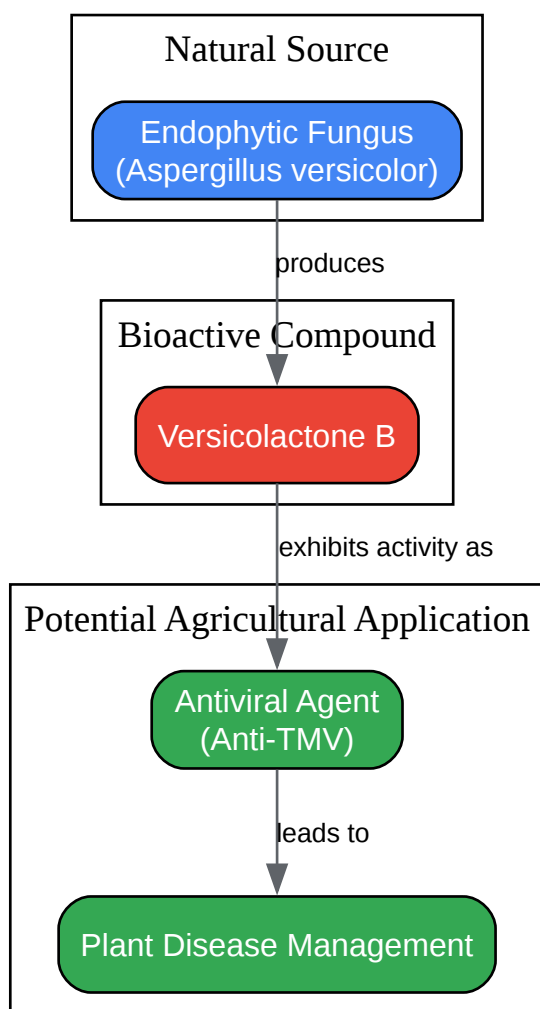 Natural Source
Endophytic Fungus
(Aspergillus versicolor)
produces
Bioactive Compound
Versicolactone B
exhibits activity as
Potential Agricultural Application
Antiviral Agent
(Anti-TMV)
leads to
Plant Disease Management